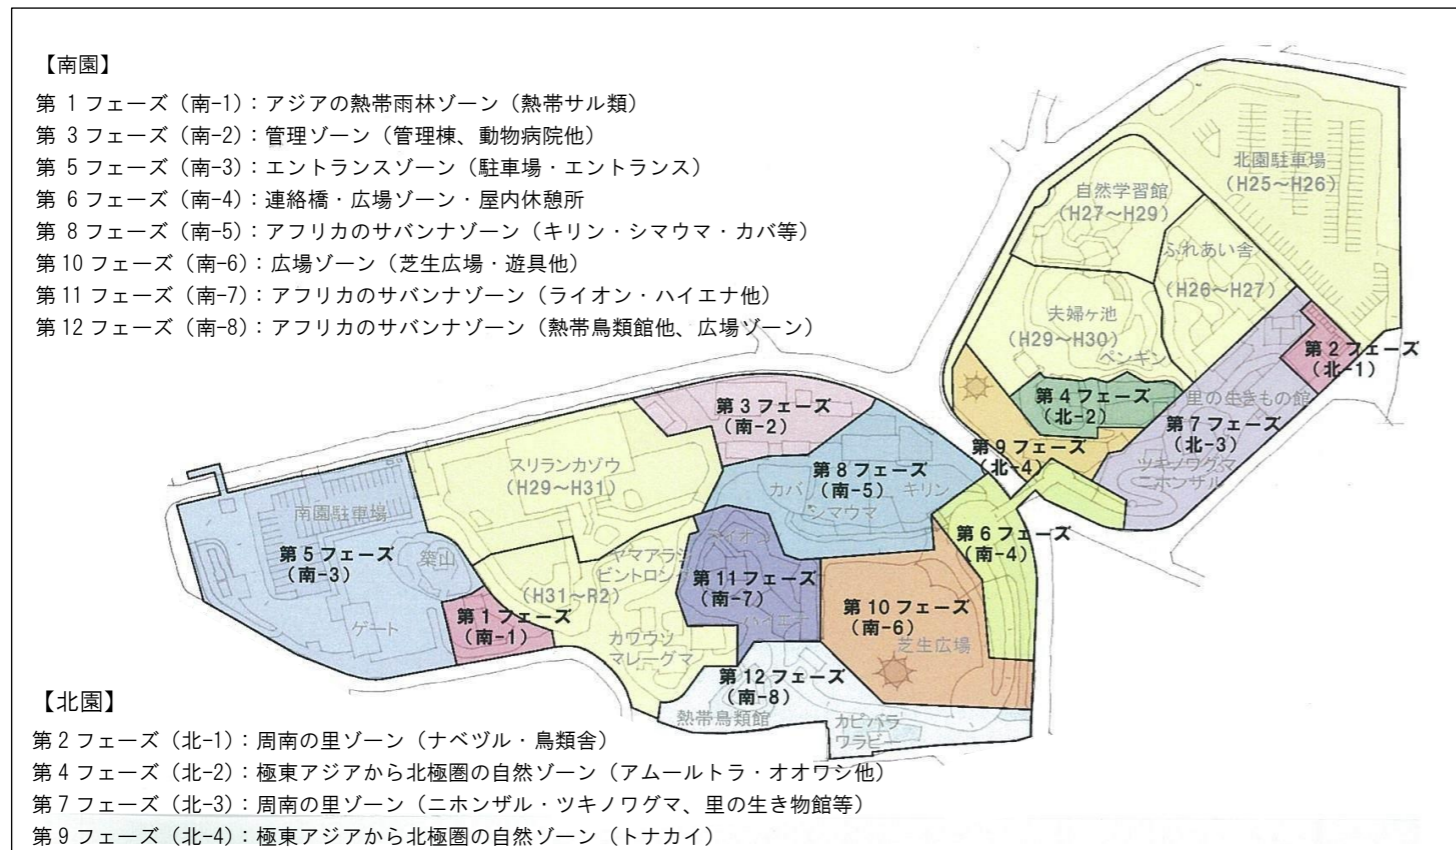 【南園】
第 1 フェーズ（南-1）：アジアの熱帯雨林ゾーン（熱帯サル類）
第 3 フェーズ（南-2）：管理ゾーン（管理棟、動物病院他）
第 5 フェーズ（南-3）：エントランスゾーン（駐車場・エントランス）
第 6 フェーズ（南-4）：連絡橋・広場ゾーン・屋内休憩所
第 8 フェーズ（南-5）：アフリカのサバンナゾーン（キリン・シマウマ・カバ等）
第 10 フェーズ（南-6）：広場ゾーン（芝生広場・遊具他）
第 11 フェーズ（南-7）：アフリカのサバンナゾーン（ライオン・ハイエナ他）
第 12 フェーズ（南-8）：アフリカのサバンナゾーン（熱帯鳥類館他、広場ゾーン）
北園駐車場
（H25～H26）
自然学習館
（H27～H29）
ふれあい舎
（H26～H27）
夫婦ヶ池
（H29～H30）
ペンギン
第 2 フェーズ
（北-1）
第 4 フェーズ
（北-2）
里の生きもの館
第 7 フェーズ
（北-3）
ツキノワグマ
ニホンザル
第 9 フェーズ
（北-4）
第 3 フェーズ
（南-2）
スリランカゾウ
（H29～H31）
第 8 フェーズ
（南-5）
カバ
キリン
シマウマ
南園駐車場
第 5 フェーズ
（南-3）
築山
ゲート
第 6 フェーズ
（南-4）
ライオン
ヤマアラシ
ビントロング
（H31～R2）
第 11 フェーズ
（南-7）
ハイエナ
第 1 フェーズ
（南-1）
カワウソ
マレーグマ
第 10 フェーズ
（南-6）
芝生広場
第 12 フェーズ
（南-8）
熱帯鳥類館
カピバラ
ワラビー
【北園】
第 2 フェーズ（北-1）：周南の里ゾーン（ナベヅル・鳥類舎）
第 4 フェーズ（北-2）：極東アジアから北極圏の自然ゾーン（アムールトラ・オオワシ他）
第 7 フェーズ（北-3）：周南の里ゾーン（ニホンザル・ツキノワグマ、里の生き物館等）
第 9 フェーズ（北-4）：極東アジアから北極圏の自然ゾーン（トナカイ）